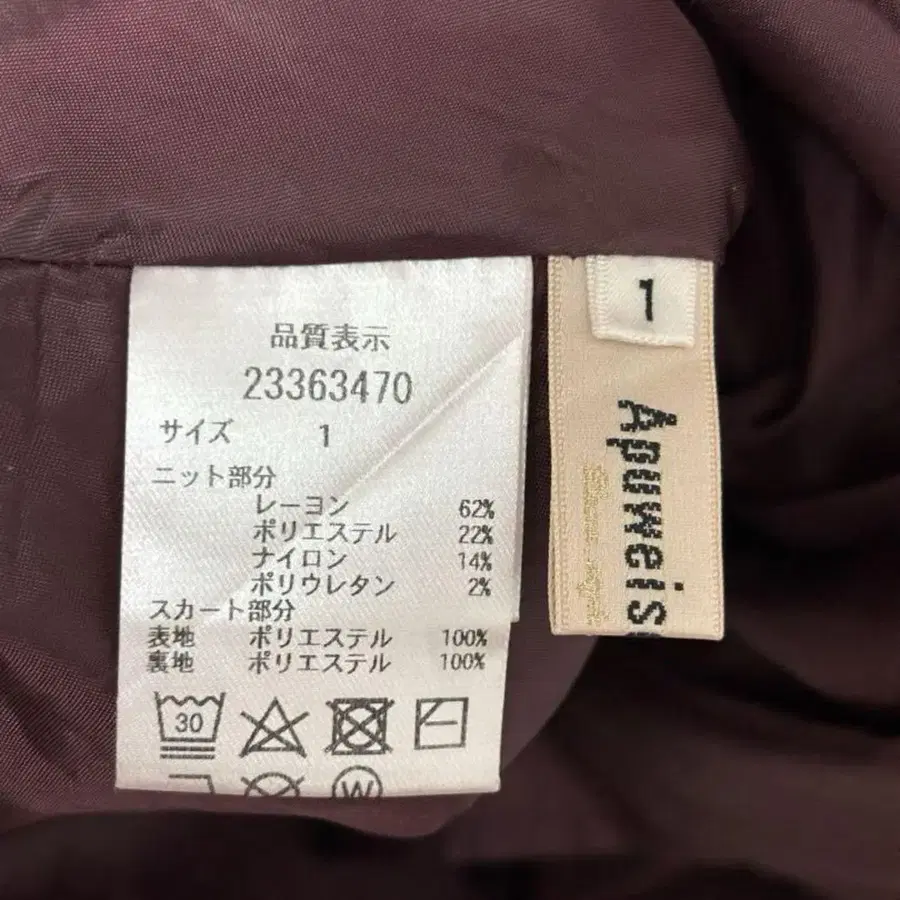 品質表示
23363470
サイズ 1
ニット部分
レーヨン 62%
ポリエステル 22%
ナイロン 14%
ポリウレタン 2%
スカート部分
表地 ポリエステル 100%
裏地 ポリエステル 100%
30
W
1
Apuweis